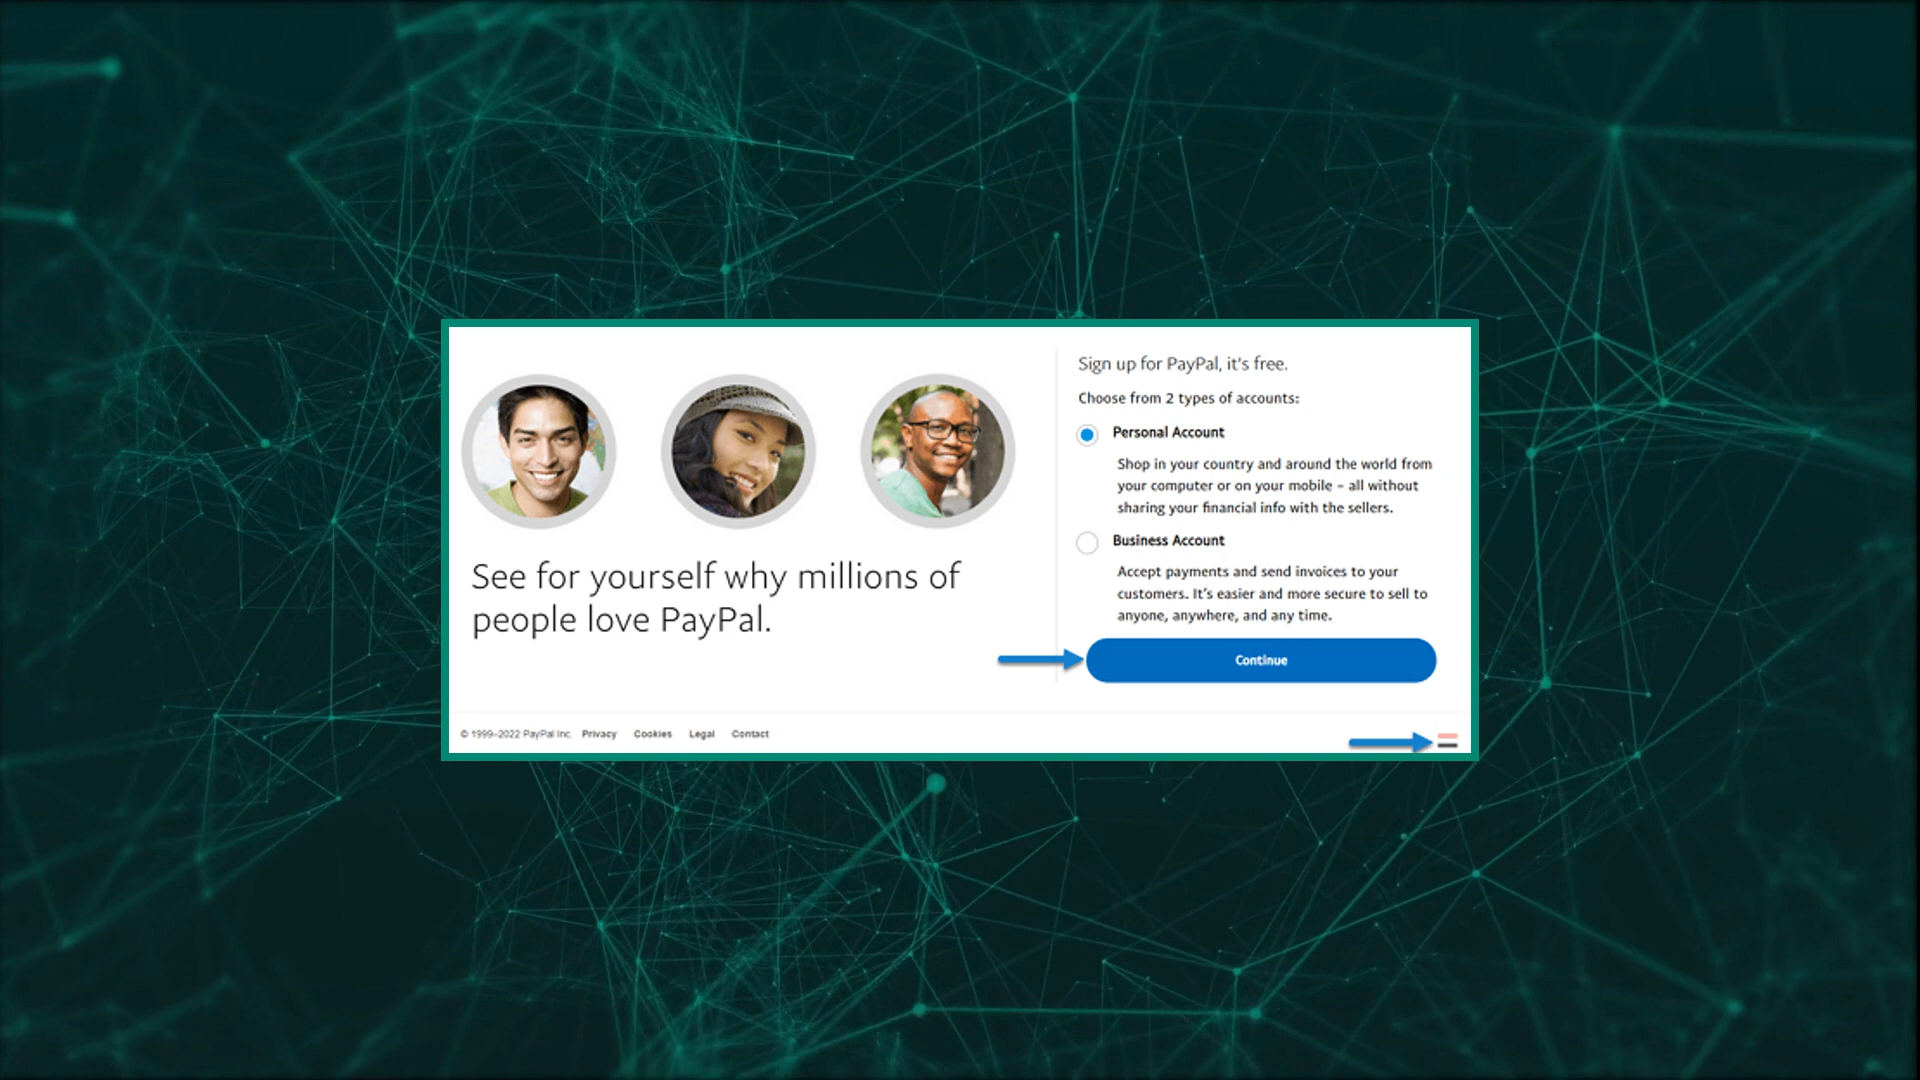 Sign up for PayPal, it's free.
Choose from 2 types of accounts:
Personal Account
Shop in your country and around the world from
your computer or on your mobile – all without
sharing your financial info with the sellers.
Business Account
Accept payments and send invoices to your
customers. It's easier and more secure to sell to
anyone, anywhere, and any time.
Continue
See for yourself why millions of
people love PayPal.
© 1999–2022 PayPal Inc. Privacy Cookies Legal Contact